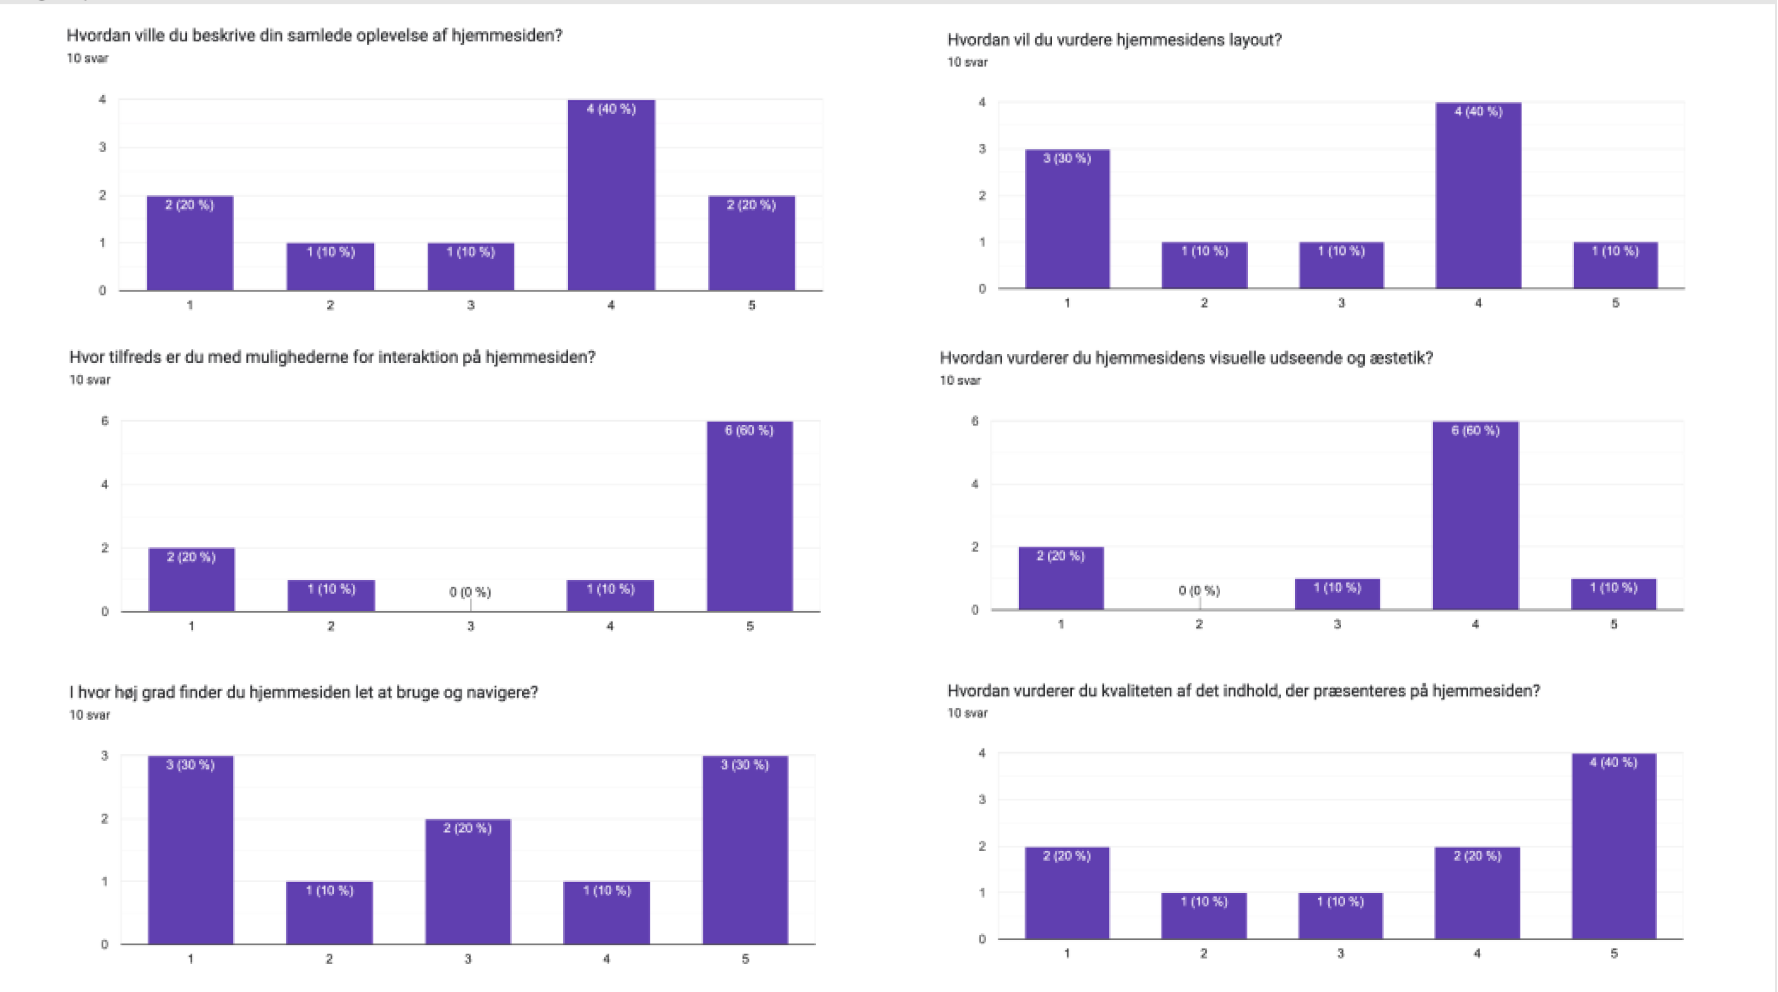 Hvordan ville du beskrive din samlede oplevelse af hjemmesiden?
10 svar
4
3
2
1
0
2 (20 %)
1 (10 %)
1 (10 %)
4 (40 %)
2 (20 %)
1 2 3 4 5
Hvordan vil du vurdere hjemmesidens layout?
10 svar
4
3
2
1
0
3 (30 %)
1 (10 %)
1 (10 %)
4 (40 %)
1 (10 %)
1 2 3 4 5
Hvor tilfreds er du med mulighederne for interaktion på hjemmesiden?
10 svar
6
4
2
0
2 (20 %)
1 (10 %)
0 (0 %)
1 (10 %)
6 (60 %)
1 2 3 4 5
Hvordan vurderer du hjemmesidens visuelle udseende og æstetik?
10 svar
6
4
2
0
2 (20 %)
0 (0 %)
1 (10 %)
6 (60 %)
1 (10 %)
1 2 3 4 5
I hvor høj grad finder du hjemmesiden let at bruge og navigere?
10 svar
3
2
1
0
3 (30 %)
1 (10 %)
2 (20 %)
1 (10 %)
3 (30 %)
1 2 3 4 5
Hvordan vurderer du kvaliteten af det indhold, der præsenteres på hjemmesiden?
10 svar
4
3
2
1
0
2 (20 %)
1 (10 %)
1 (10 %)
2 (20 %)
4 (40 %)
1 2 3 4 5